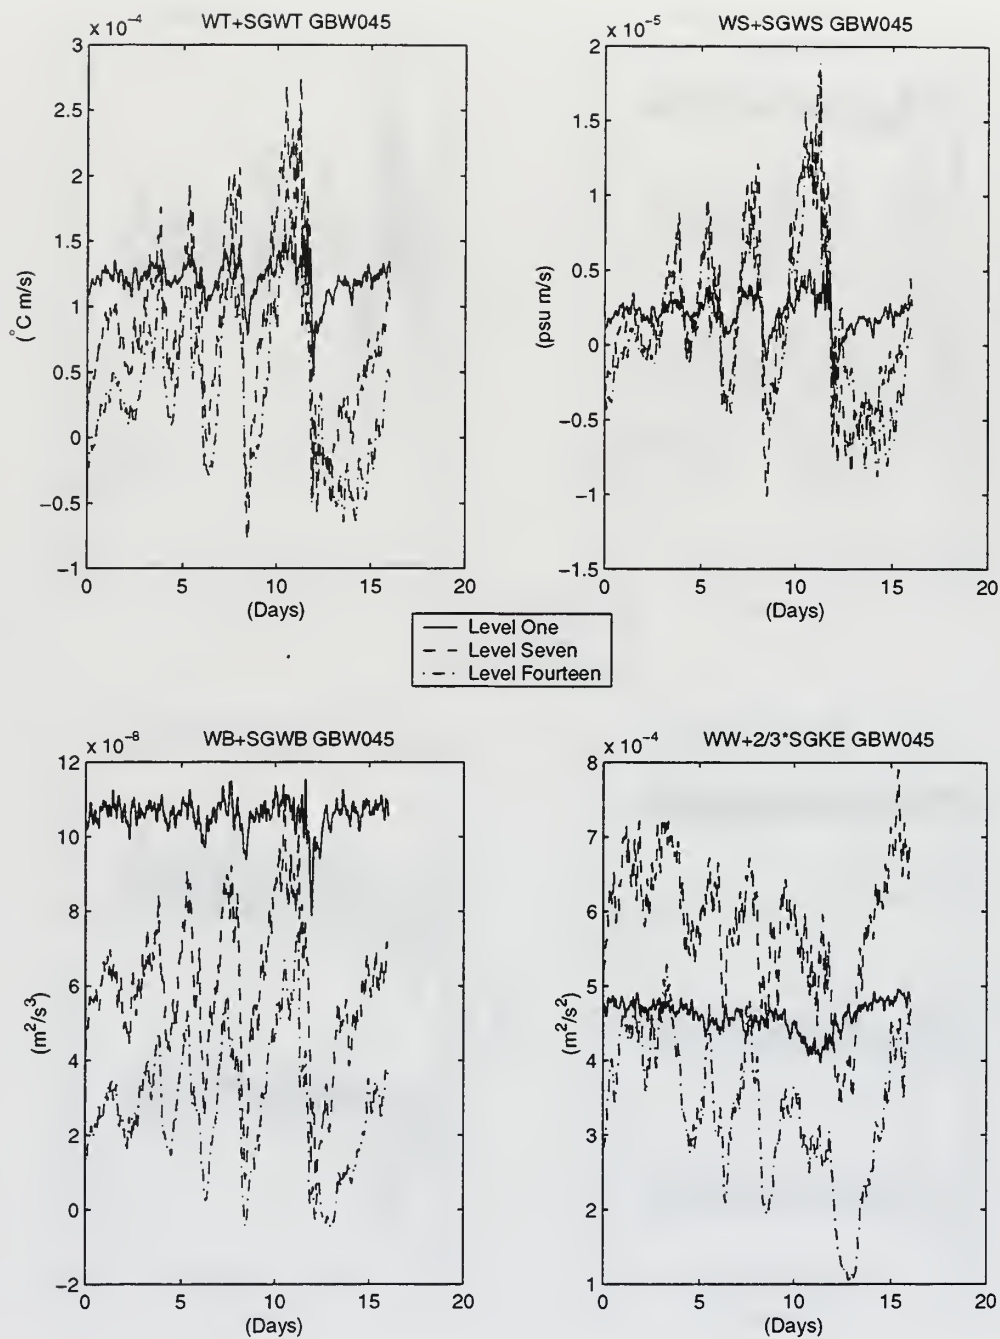 WT+SGWT GBW045
x 10⁻⁴
3
2.5
2
1.5
1
0.5
0
−0.5
−1
(°C m/s)
0 5 10 15 20
(Days)
WS+SGWS GBW045
x 10⁻⁵
2
1.5
1
0.5
0
−0.5
−1
−1.5
(psu m/s)
0 5 10 15 20
(Days)
Level One
Level Seven
Level Fourteen
WB+SGWB GBW045
x 10⁻⁸
12
10
8
6
4
2
0
−2
(m²/s³)
0 5 10 15 20
(Days)
WW+2/3*SGKE GBW045
x 10⁻⁴
8
7
6
5
4
3
2
1
(m²/s²)
0 5 10 15 20
(Days)